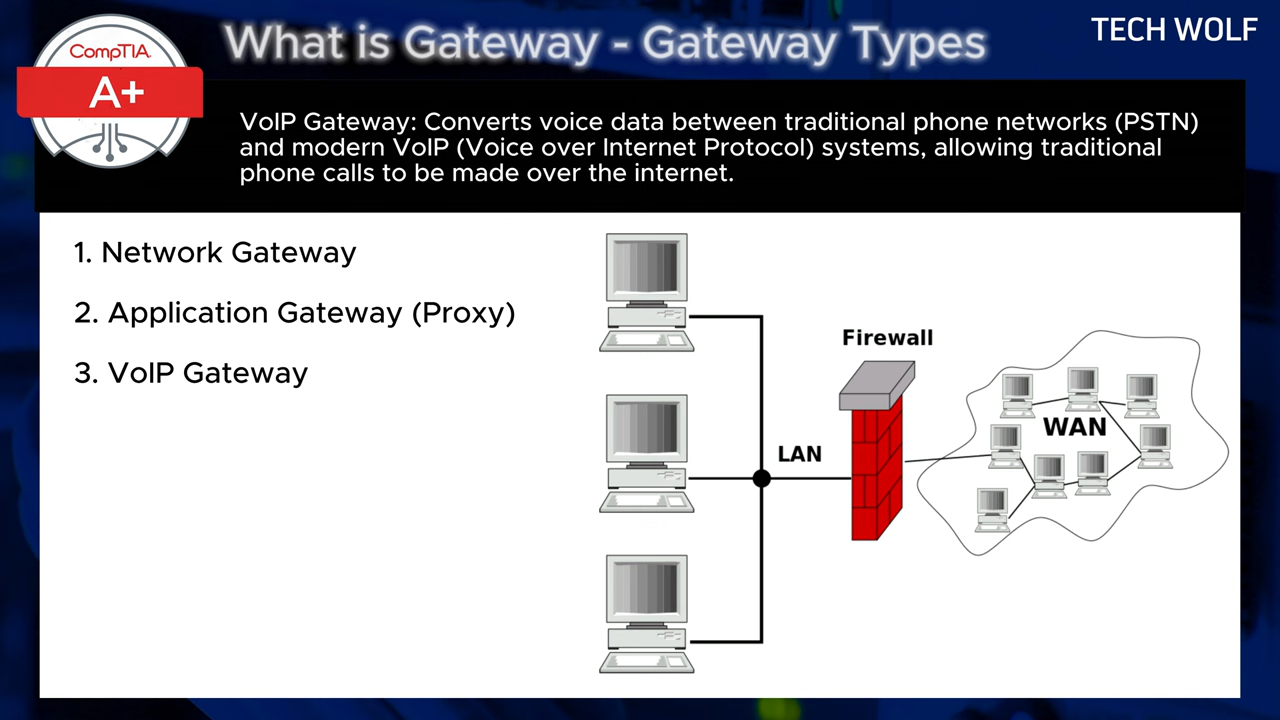 CompTIA.
A+
What is Gateway - Gateway Types
TECH WOLF
VoIP Gateway: Converts voice data between traditional phone networks (PSTN)
and modern VoIP (Voice over Internet Protocol) systems, allowing traditional
phone calls to be made over the internet.
1. Network Gateway
2. Application Gateway (Proxy)
3. VoIP Gateway
Firewall
LAN
WAN